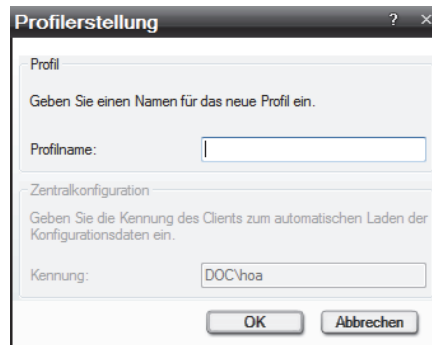 Profilerstellung ? ×
Profil
Geben Sie einen Namen für das neue Profil ein.
Profilname:
Zentralkonfiguration
Geben Sie die Kennung des Clients zum automatischen Laden der
Konfigurationsdaten ein.
Kennung: DOC\hoa
OK Abbrechen